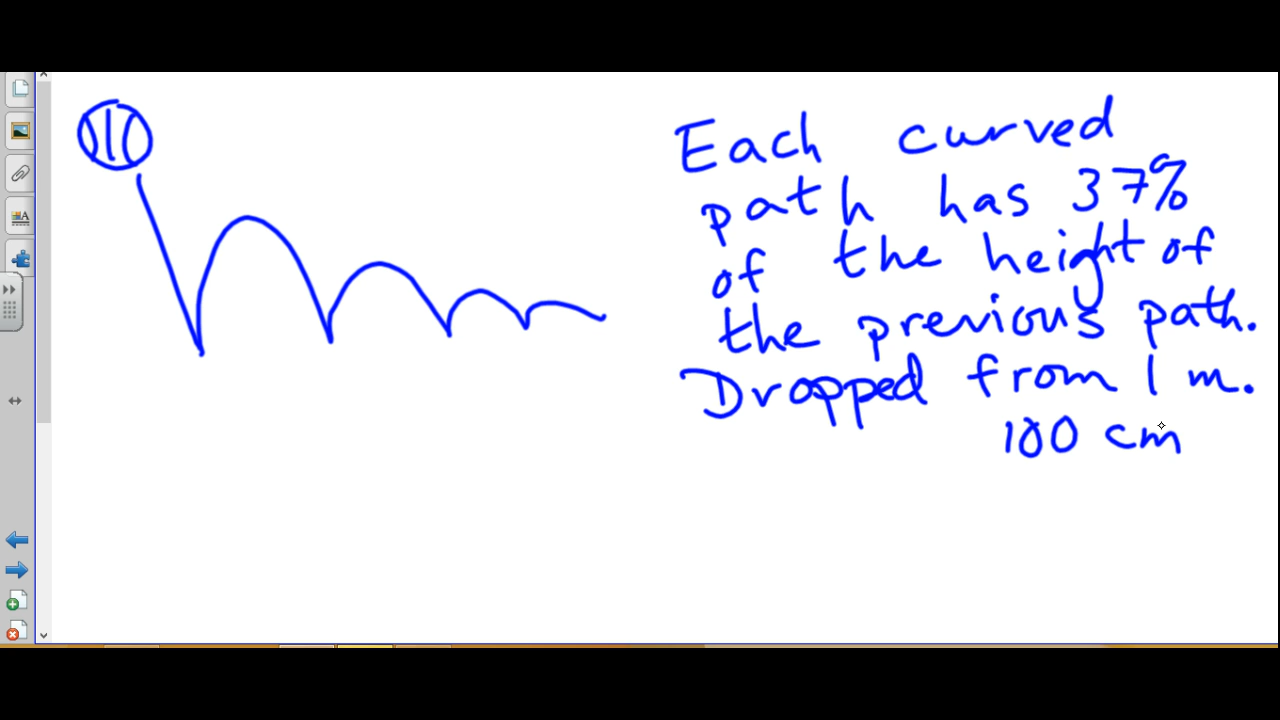 Each curved
path has 37%
of the height of
the previous path.
Dropped from 1 m.
100 cm